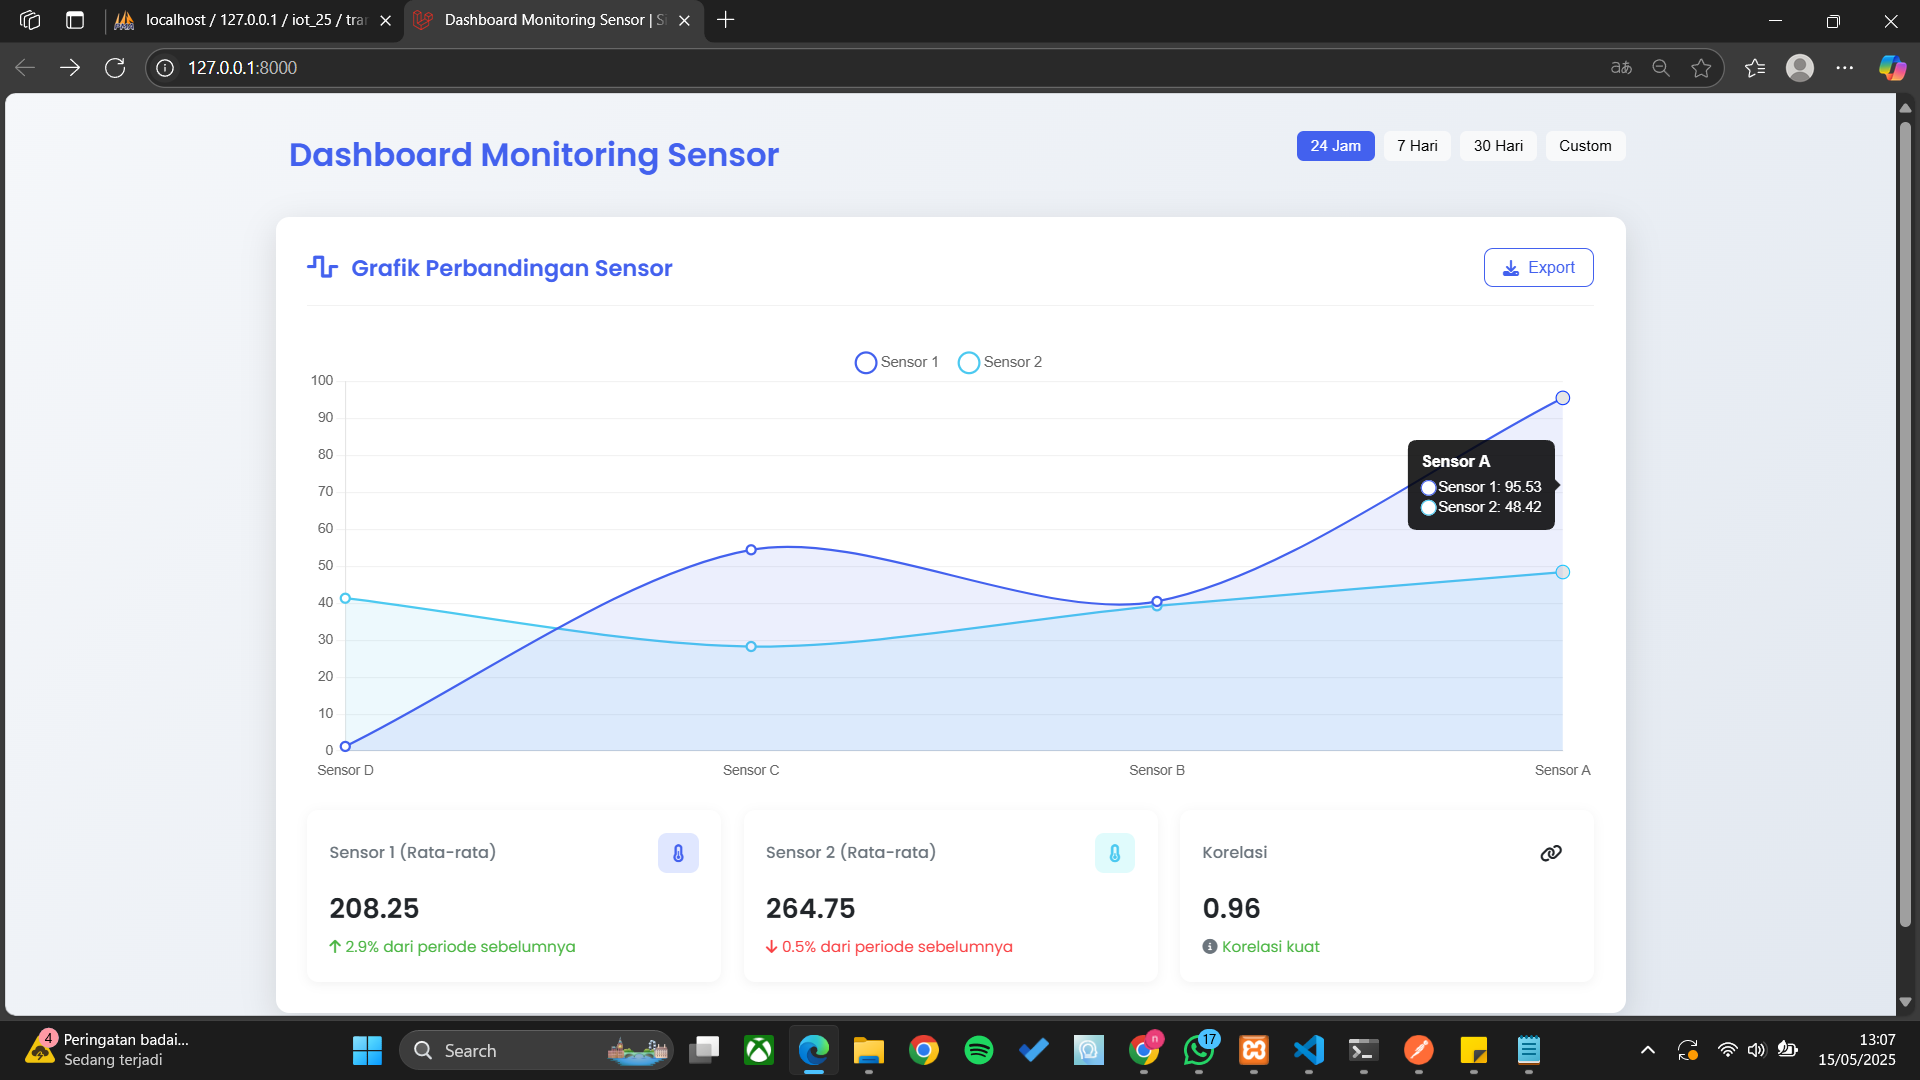 localhost / 127.0.0.1 / iot_25 / tra
Dashboard Monitoring Sensor | Si
127.0.0.1:8000
Dashboard Monitoring Sensor
24 Jam
7 Hari
30 Hari
Custom
Grafik Perbandingan Sensor
Export
Sensor 1
Sensor 2
100
90
80
70
60
50
40
30
20
10
0
Sensor A
Sensor 1: 95.53
Sensor 2: 48.42
Sensor D
Sensor C
Sensor B
Sensor A
Sensor 1 (Rata-rata)
208.25
2.9% dari periode sebelumnya
Sensor 2 (Rata-rata)
264.75
0.5% dari periode sebelumnya
Korelasi
0.96
Korelasi kuat
4
Peringatan badai...
Sedang terjadi
Search
n
17
13:07
15/05/2025